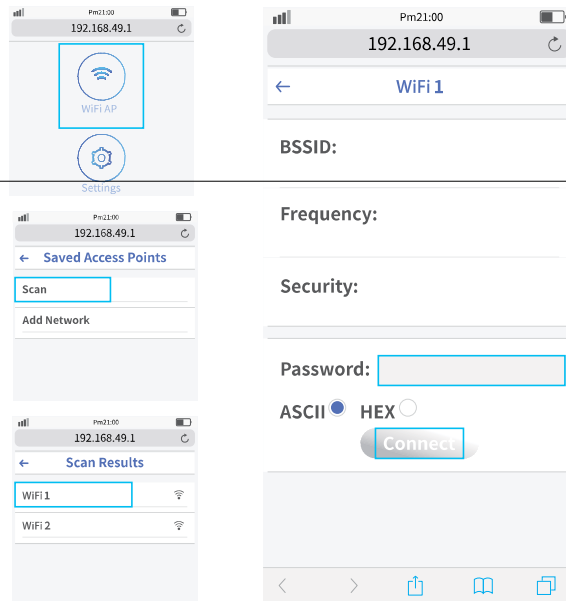 Pm21:00
192.168.49.1
WiFi AP
Settings
Pm21:00
192.168.49.1
Saved Access Points
Scan
Add Network
Pm21:00
192.168.49.1
Scan Results
WiFi 1
WiFi 2
Pm21:00
192.168.49.1
WiFi 1
BSSID:
Frequency:
Security:
Password:
ASCII HEX
Connect